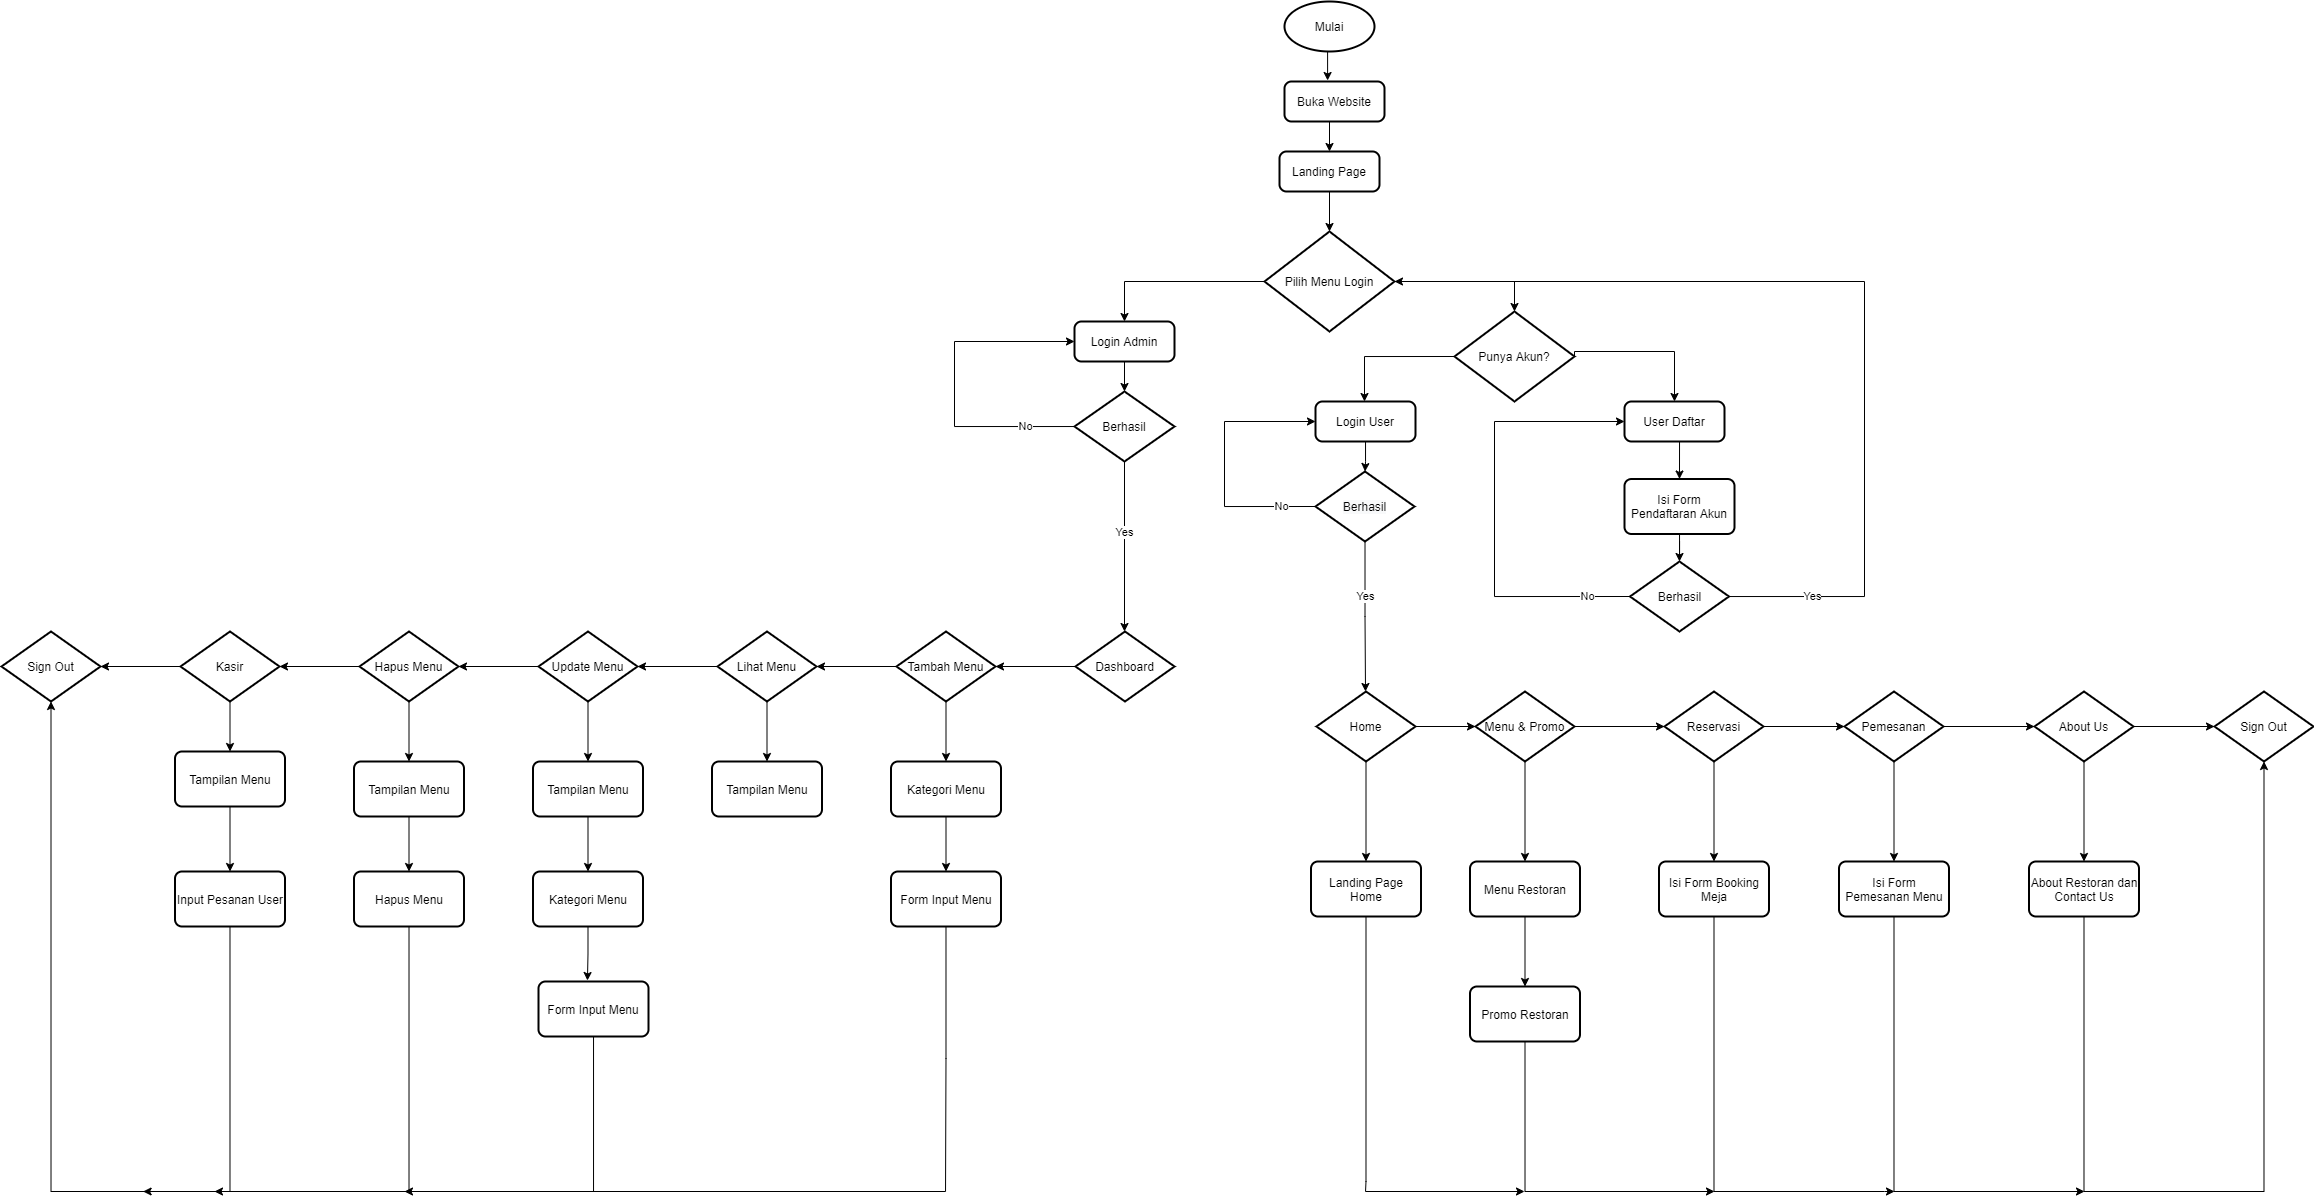 Mulai
Buka Website
Landing Page
Pilih Menu Login
Login Admin
Punya Akun?
Login User
User Daftar
No
Berhasil
No
Berhasil
Isi Form
Pendaftaran Akun
Yes
Yes
No
Berhasil
Yes
Sign Out
Kasir
Hapus Menu
Update Menu
Lihat Menu
Tambah Menu
Dashboard
Home
Menu & Promo
Reservasi
Pemesanan
About Us
Sign Out
Tampilan Menu
Tampilan Menu
Tampilan Menu
Tampilan Menu
Kategori Menu
Input Pesanan User
Hapus Menu
Kategori Menu
Form Input Menu
Landing Page
Home
Menu Restoran
Isi Form Booking
Meja
Isi Form
Pemesanan Menu
About Restoran dan
Contact Us
Form Input Menu
Promo Restoran